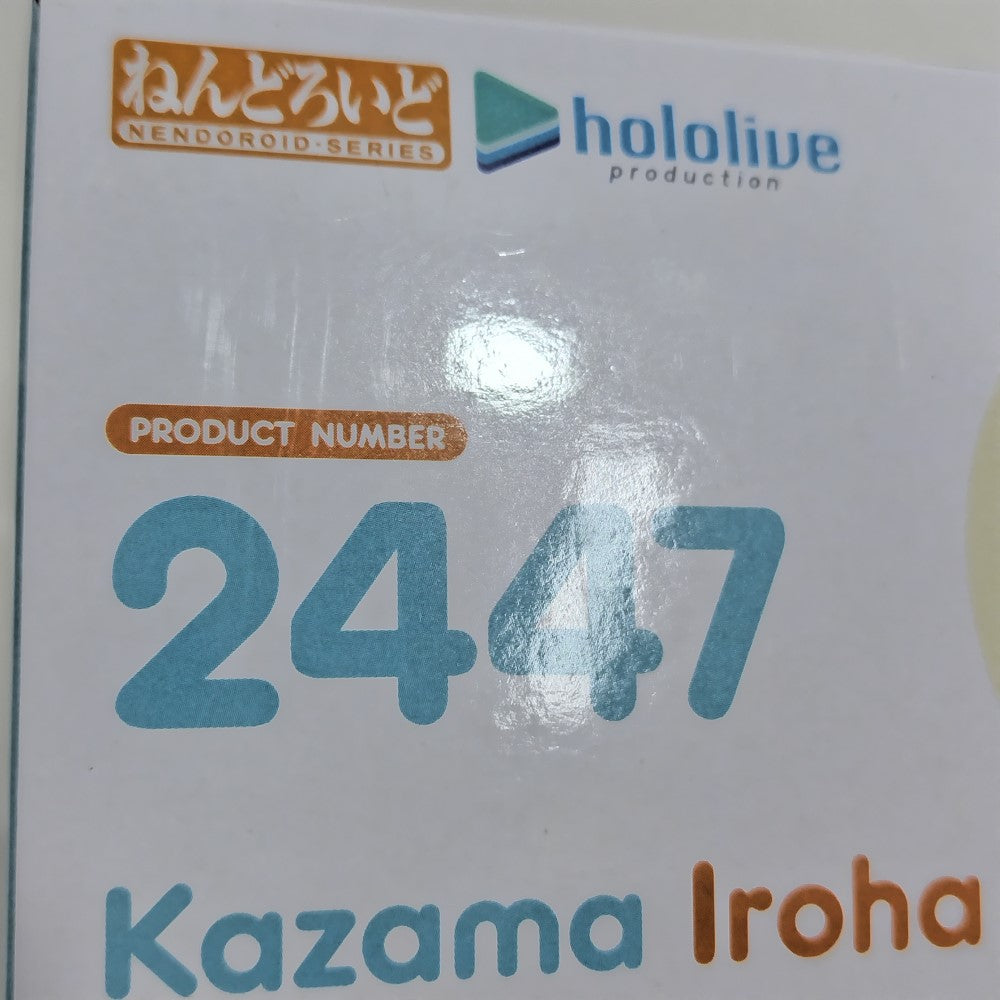 ねんどろいど
NENDOROID·SERIES
hololive
production
PRODUCT NUMBER
2447
Kazama Iroha